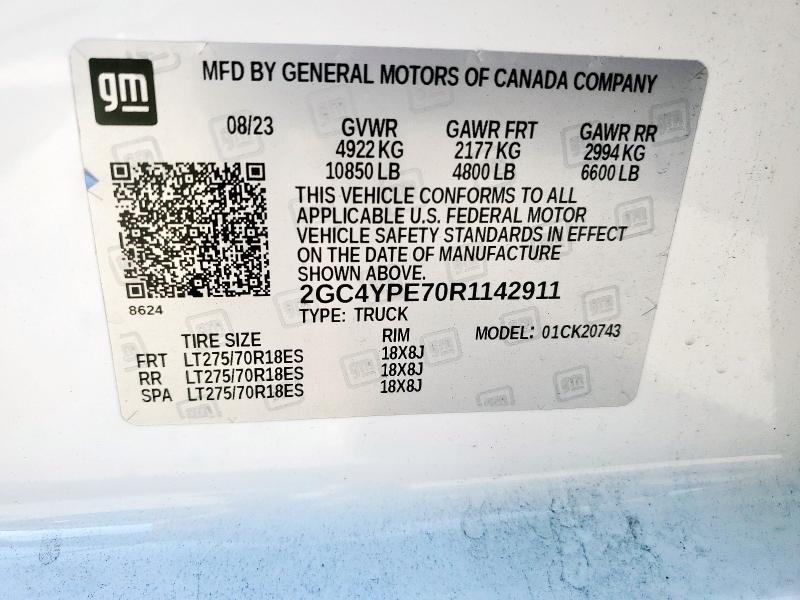 gm
MFD BY GENERAL MOTORS OF CANADA COMPANY
08/23 GVWR GAWR FRT GAWR RR
4922 KG 2177 KG 2994 KG
10850 LB 4800 LB 6600 LB
THIS VEHICLE CONFORMS TO ALL
APPLICABLE U.S. FEDERAL MOTOR
VEHICLE SAFETY STANDARDS IN EFFECT
ON THE DATE OF MANUFACTURE
SHOWN ABOVE.
2GC4YPE70R1142911
8624
TYPE: TRUCK
TIRE SIZE RIM MODEL: 01CK20743
FRT LT275/70R18ES 18X8J
RR LT275/70R18ES 18X8J
SPA LT275/70R18ES 18X8J